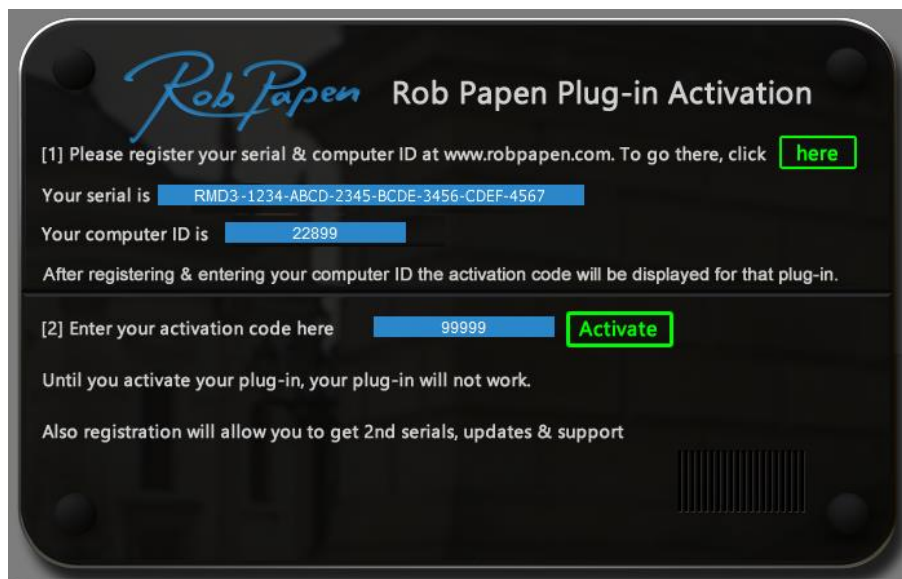 Rob Papen Rob Papen Plug-in Activation
[1] Please register your serial & computer ID at www.robpapen.com. To go there, click here
Your serial is RMD3-1234-ABCD-2345-BCDE-3456-CDEF-4567
Your computer ID is 22899
After registering & entering your computer ID the activation code will be displayed for that plug-in.
[2] Enter your activation code here 99999 Activate
Until you activate your plug-in, your plug-in will not work.
Also registration will allow you to get 2nd serials, updates & support